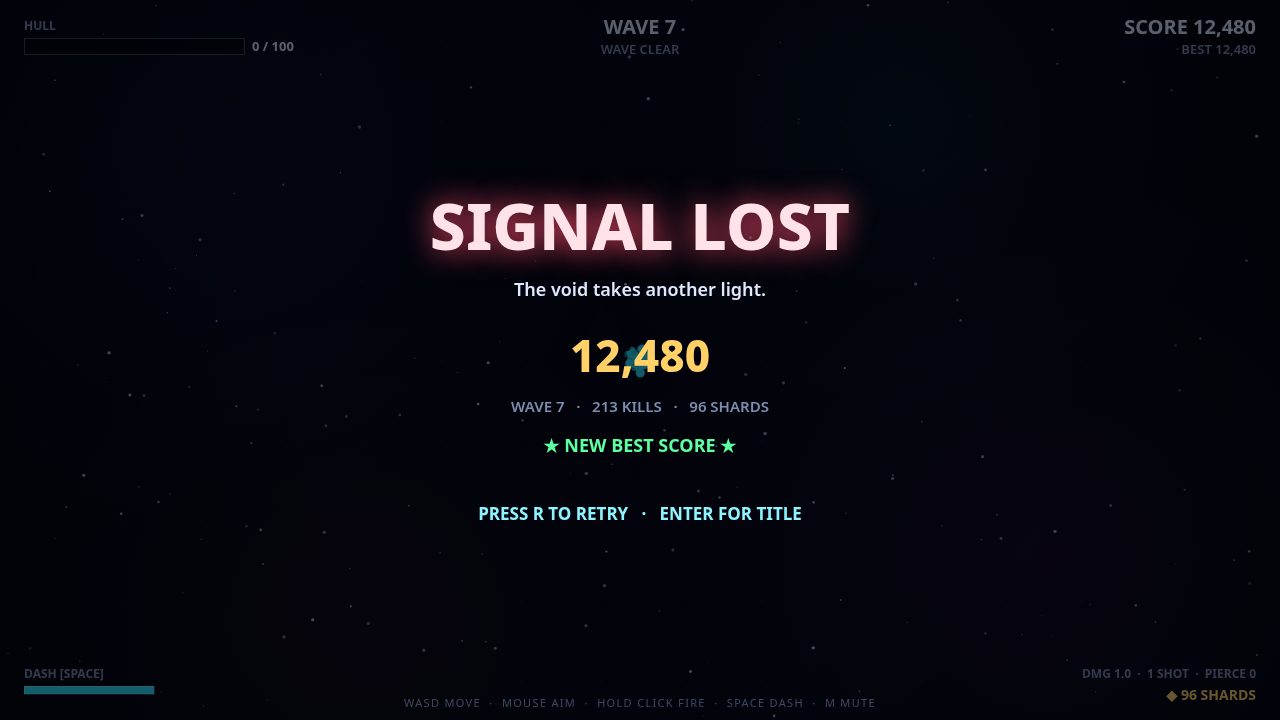 HULL
0 / 100
WAVE 7
WAVE CLEAR
SCORE 12,480
BEST 12,480
SIGNAL LOST
The void takes another light.
12,480
WAVE 7 · 213 KILLS · 96 SHARDS
★ NEW BEST SCORE ★
PRESS R TO RETRY · ENTER FOR TITLE
DASH [SPACE]
WASD MOVE · MOUSE AIM · HOLD CLICK FIRE · SPACE DASH · M MUTE
DMG 1.0 · 1 SHOT · PIERCE 0
◆ 96 SHARDS